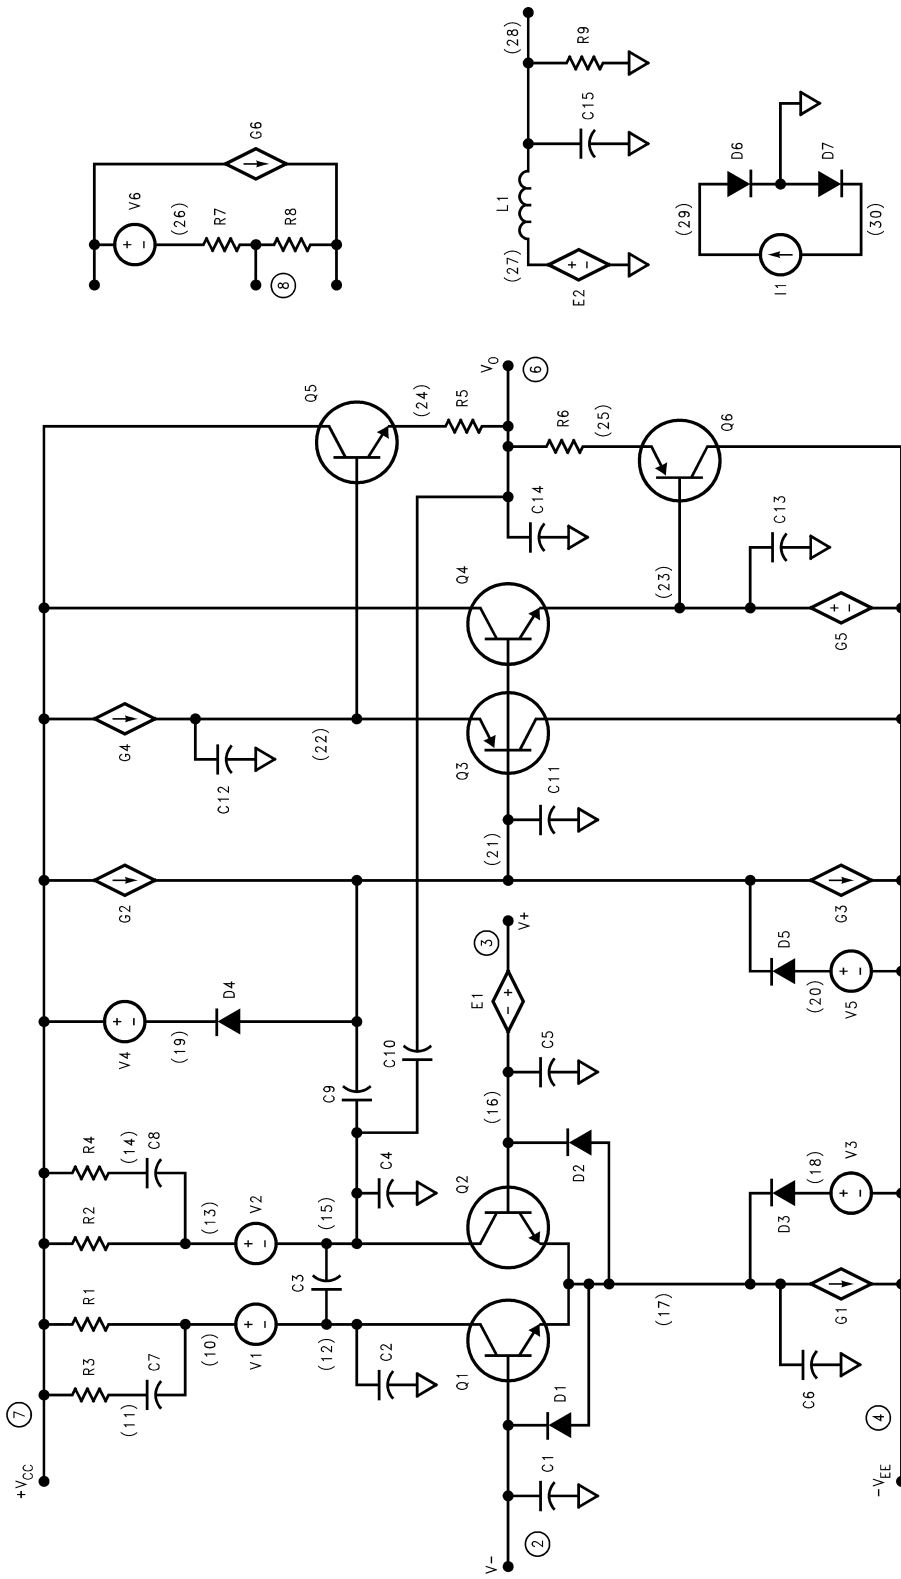 +VCC
7
R3
R1
R2
R4
V4
G2
G4
V6
(11)
C7
(14)
C8
(19)
(26)
(10)
(13)
D4
C12
R7
V1
V2
G6
8
R8
C3
(12)
(15)
(22)
Q5
C9
C2
C4
C10
(24)
Q1
Q2
Q3
Q4
R5
V-
(16)
E1
3
(21)
VO
L1
(27)
(28)
2
C1
C5
V+
C11
C14
6
D1
D2
R6
E2
R9
C15
(25)
(17)
(23)
(29)
Q6
D6
D3
D5
C13
I1
C6
(18)
(20)
D7
G1
V3
V5
G3
G5
(30)
-VEE
4